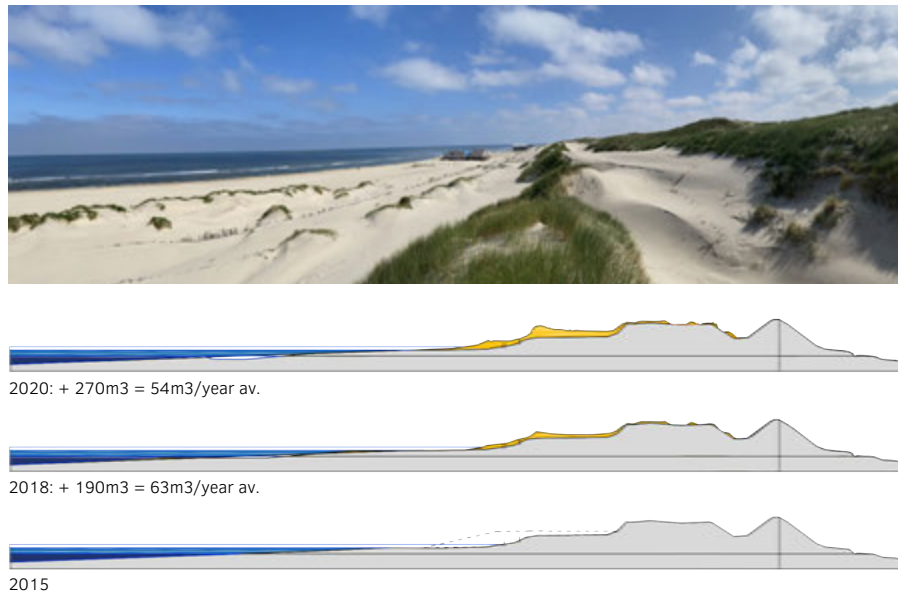 2020: + 270m3 = 54m3/year av.
2018: + 190m3 = 63m3/year av.
2015